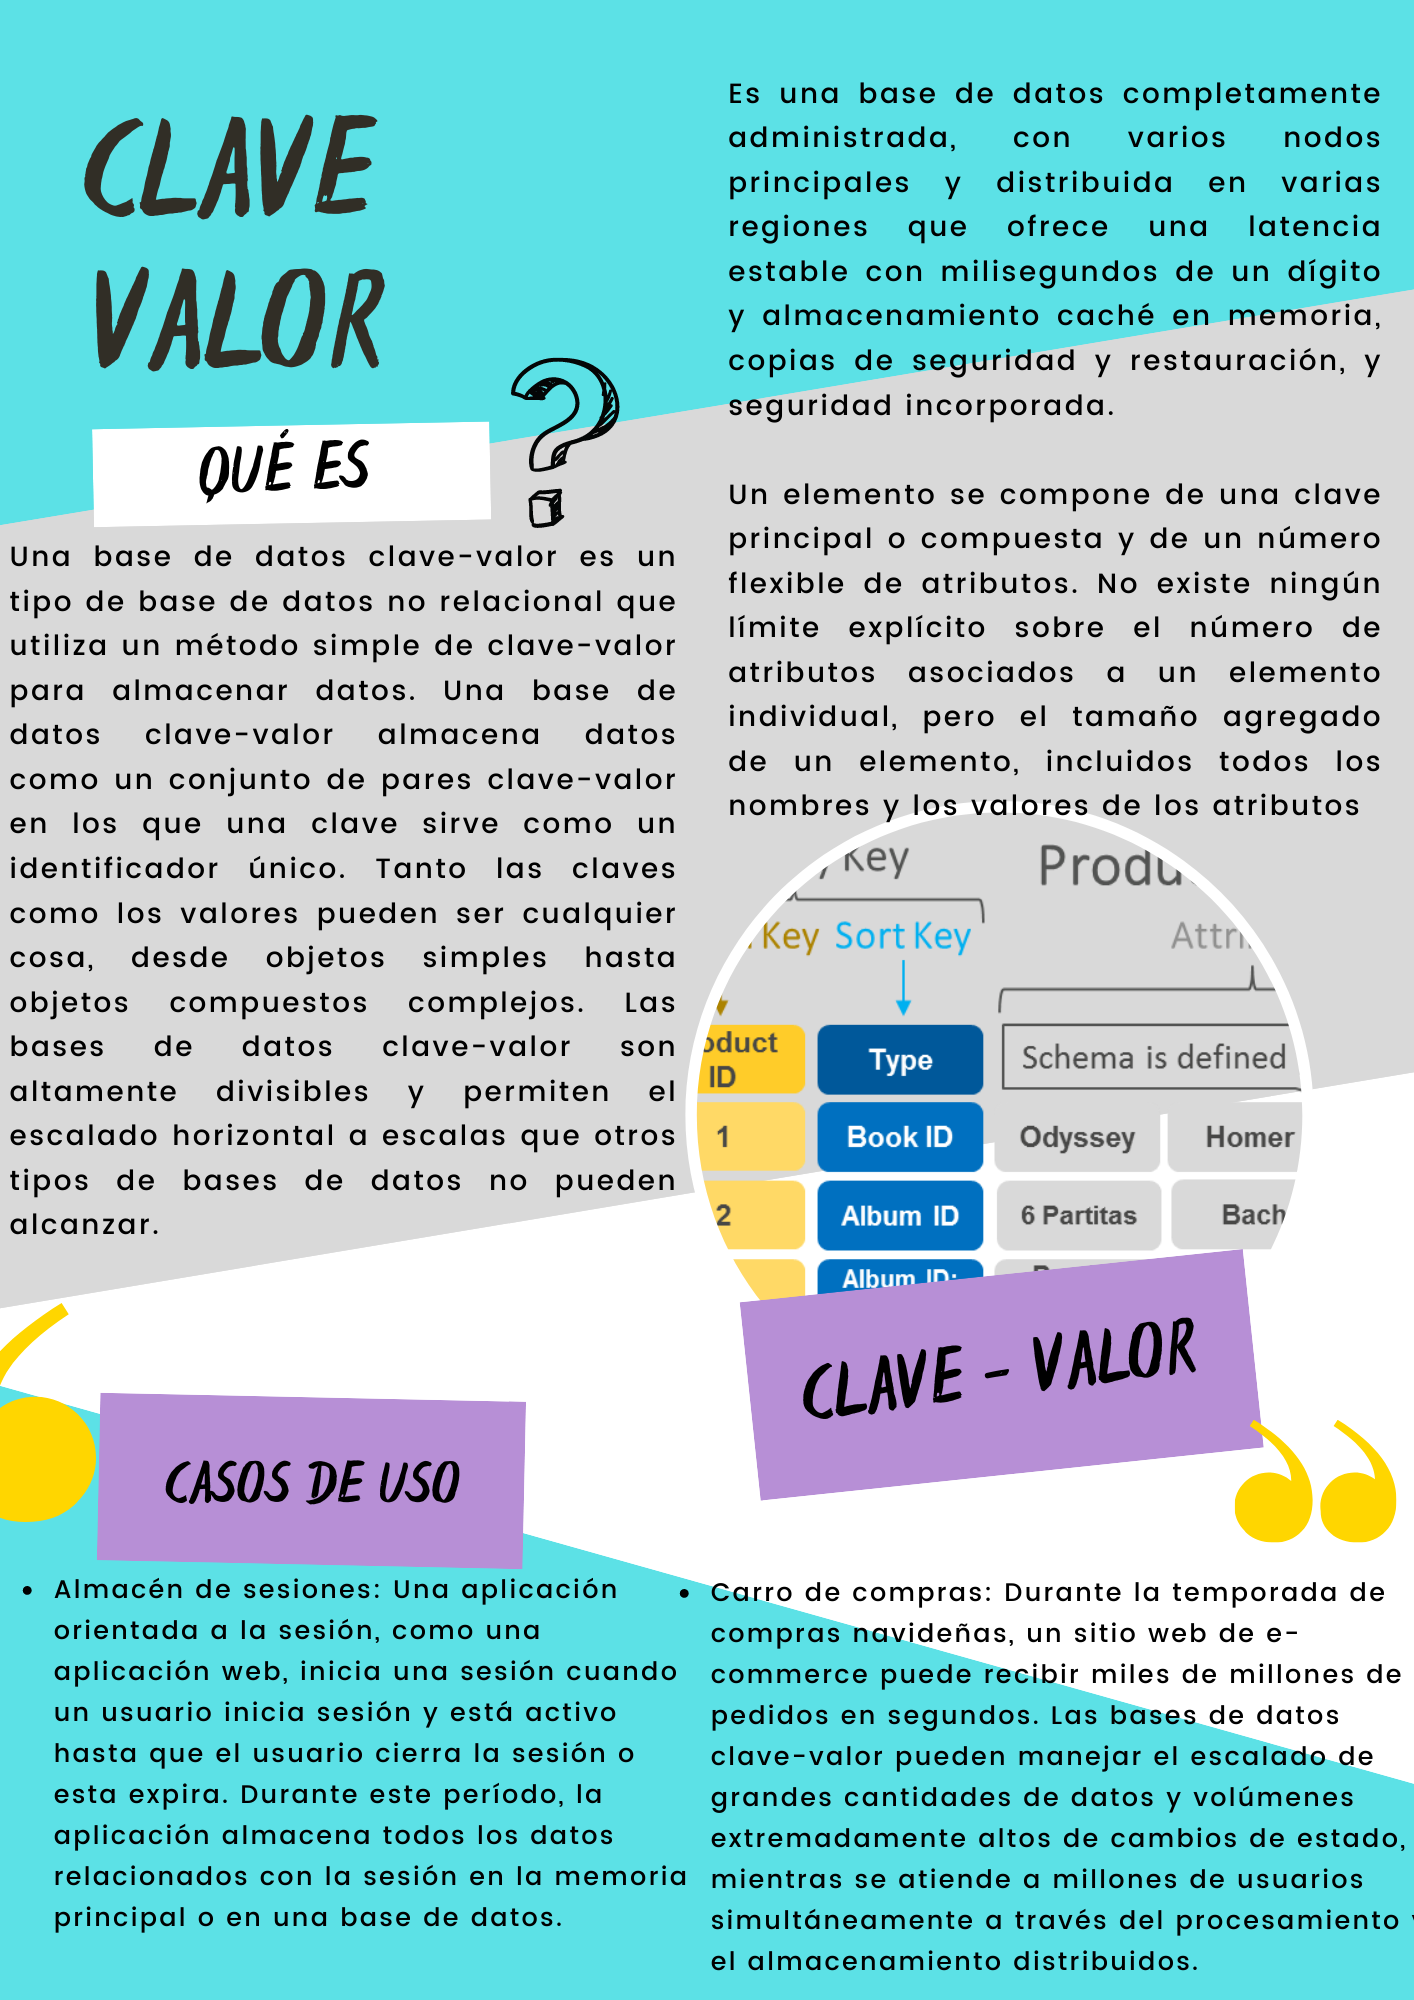 CLAVE
VALOR
?
QUÉ ES
Una base de datos clave-valor es un
tipo de base de datos no relacional que
utiliza un método simple de clave-valor
para almacenar datos. Una base de
datos clave-valor almacena datos
como un conjunto de pares clave-valor
en los que una clave sirve como un
identificador único. Tanto las claves
como los valores pueden ser cualquier
cosa, desde objetos simples hasta
objetos compuestos complejos. Las
bases de datos clave-valor son
altamente divisibles y permiten el
escalado horizontal a escalas que otros
tipos de bases de datos no pueden
alcanzar.
Es una base de datos completamente
administrada, con varios nodos
principales y distribuida en varias
regiones que ofrece una latencia
estable con milisegundos de un dígito
y almacenamiento caché en memoria,
copias de seguridad y restauración, y
seguridad incorporada.
Un elemento se compone de una clave
principal o compuesta y de un número
flexible de atributos. No existe ningún
límite explícito sobre el número de
atributos asociados a un elemento
individual, pero el tamaño agregado
de un elemento, incluidos todos los
nombres y los valores de los atributos
Key
Key Sort Key
ID
Type
Schema is defined
1
Book ID
Odyssey
Homer
2
Album ID
6 Partitas
Bach
Album ID:
CLAVE - VALOR
CASOS DE USO
• Almacén de sesiones: Una aplicación
orientada a la sesión, como una
aplicación web, inicia una sesión cuando
un usuario inicia sesión y está activo
hasta que el usuario cierra la sesión o
esta expira. Durante este período, la
aplicación almacena todos los datos
relacionados con la sesión en la memoria
principal o en una base de datos.
• Carro de compras: Durante la temporada de
compras navideñas, un sitio web de e-
commerce puede recibir miles de millones de
pedidos en segundos. Las bases de datos
clave-valor pueden manejar el escalado de
grandes cantidades de datos y volúmenes
extremadamente altos de cambios de estado,
mientras se atiende a millones de usuarios
simultáneamente a través del procesamiento
el almacenamiento distribuidos.